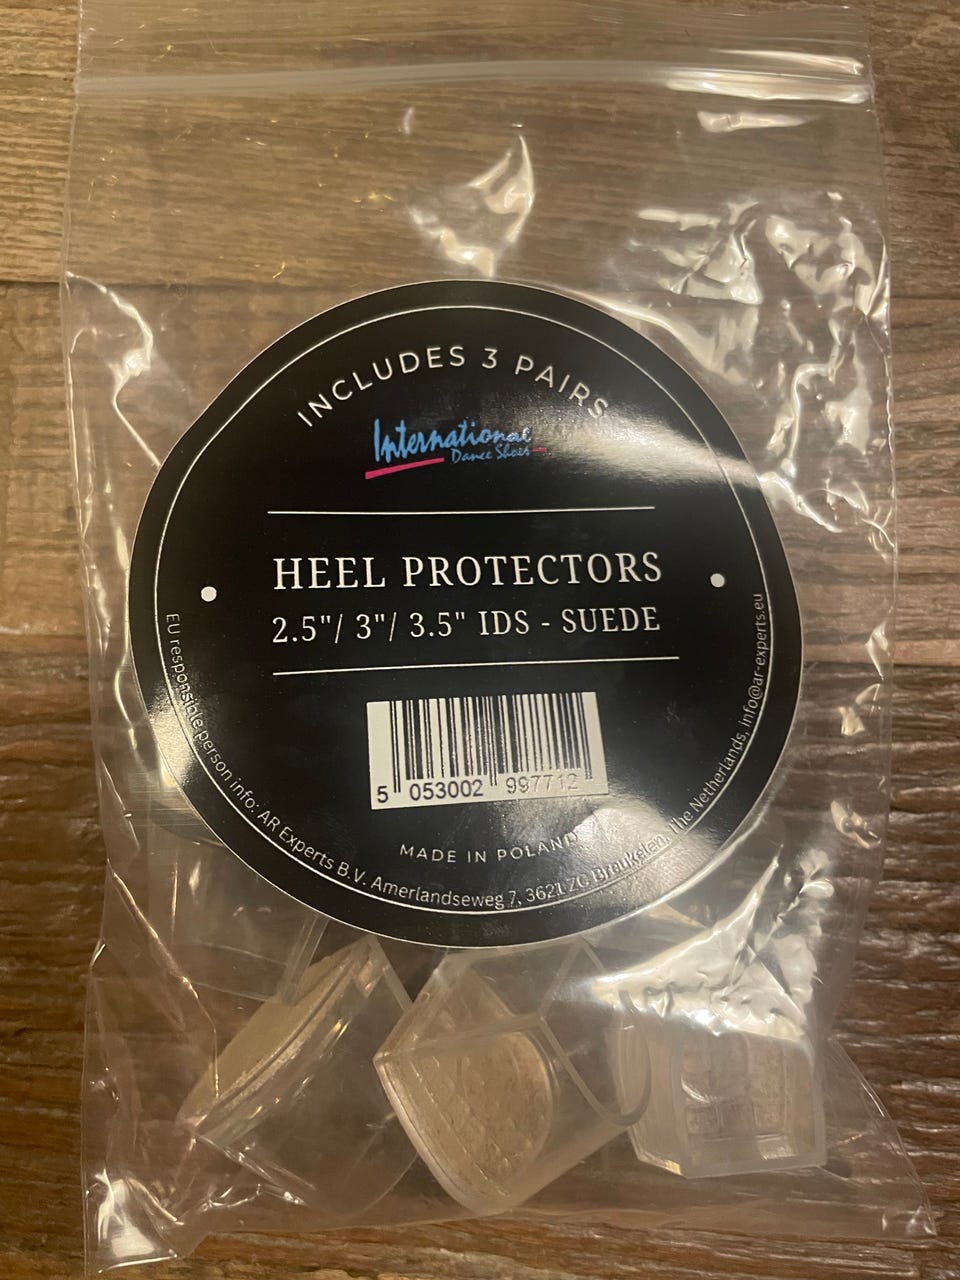 INCLUDES 3 PAIRS
International
Dance Shoes
HEEL PROTECTORS
2.5"/ 3"/ 3.5" IDS - SUEDE
5 053002 997712
MADE IN POLAND
EU responsible person info: AR Experts B.V. Amerlandseweg 7, 3621 ZC Breukelen, The Netherlands, info@ar-experts.eu